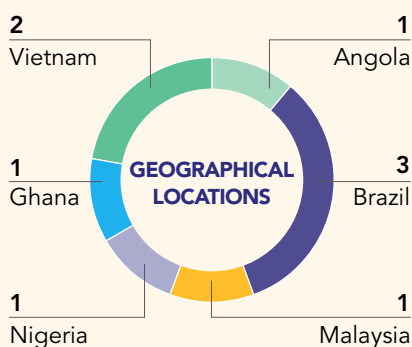 2
Vietnam
1
Angola
1
Ghana
GEOGRAPHICAL
LOCATIONS
3
Brazil
1
Nigeria
1
Malaysia